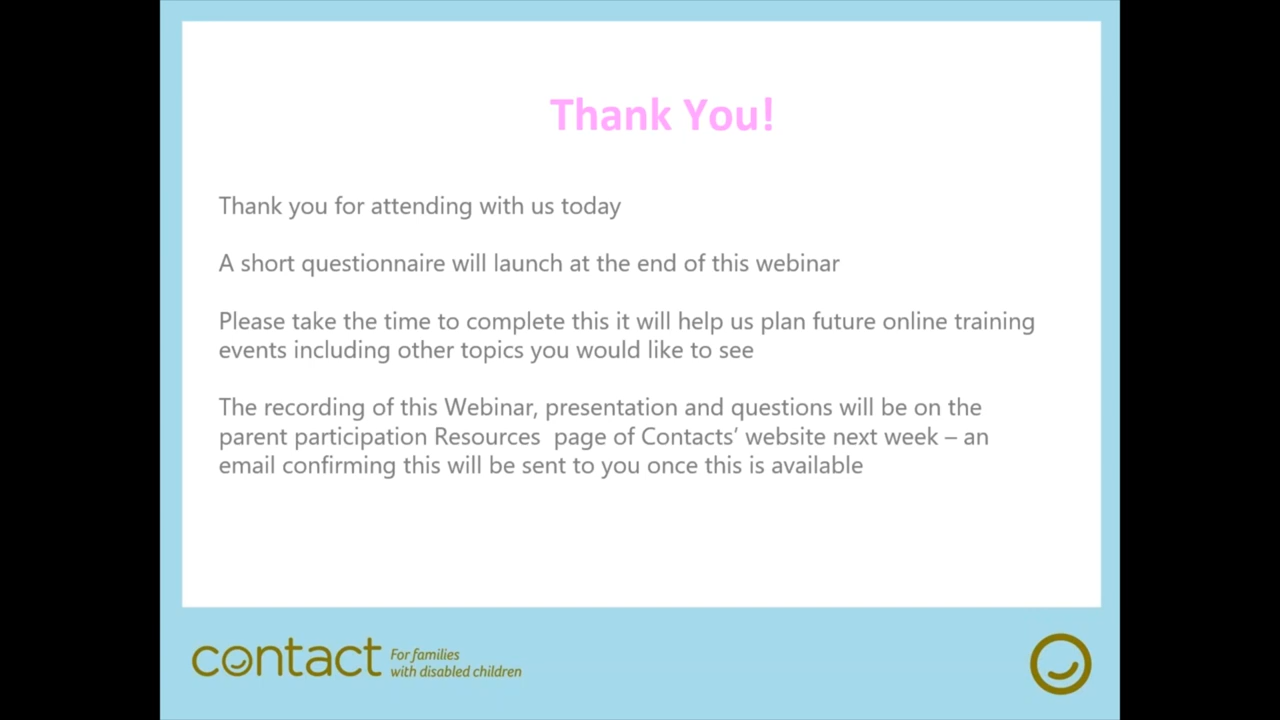 Thank You!
Thank you for attending with us today
A short questionnaire will launch at the end of this webinar
Please take the time to complete this it will help us plan future online training
events including other topics you would like to see
The recording of this Webinar, presentation and questions will be on the
parent participation Resources  page of Contacts’ website next week – an
email confirming this will be sent to you once this is available
contact
For families
with disabled children